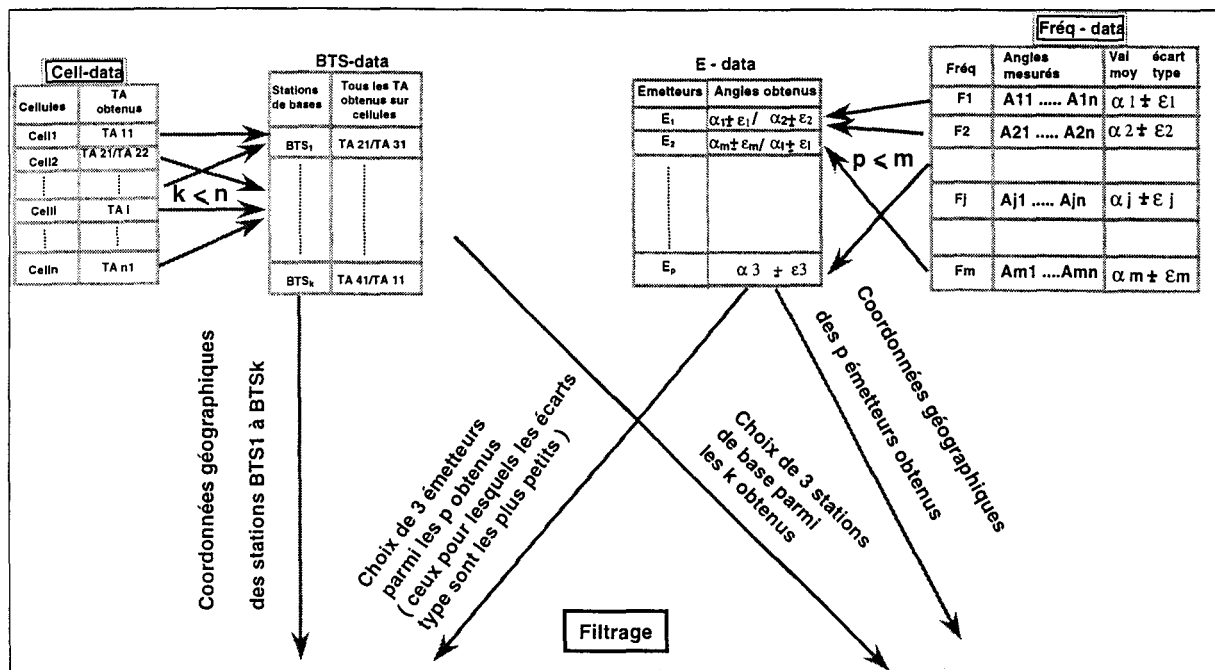 Cell-data
Cellules
TA
obtenus
Cell1
TA 11
Cell2
TA 21/TA 22
Celli
TA i
Celln
TA n1
k < n
BTS-data
Stations
de bases
Tous les TA
obtenus sur
cellules
BTS1
TA 21/TA 31
BTSk
TA 41/TA 11
E - data
Emetteurs
Angles obtenus
E1
α1± ε1/ α2± ε2
E2
αm± εm/ α1± ε1
Ep
α 3 ± ε3
p < m
Fréq - data
Fréq
Angles
mesurés
Val écart
moy type
F1
A11 ..... A1n
α 1 ± ε1
F2
A21 ..... A2n
α 2 ± ε2
Fj
Aj1 ..... Ajn
α j ± ε j
Fm
Am1 ....Amn
α m ± εm
Coordonnées géographiques
des stations BTS1 à BTSk
Choix de 3 émetteurs
parmi les p obtenus
( ceux pour lesquels les écarts
type sont les plus petits )
Choix de 3 stations
de base parmi
les k obtenus
Coordonnées géographiques
des p émetteurs obtenus
Filtrage